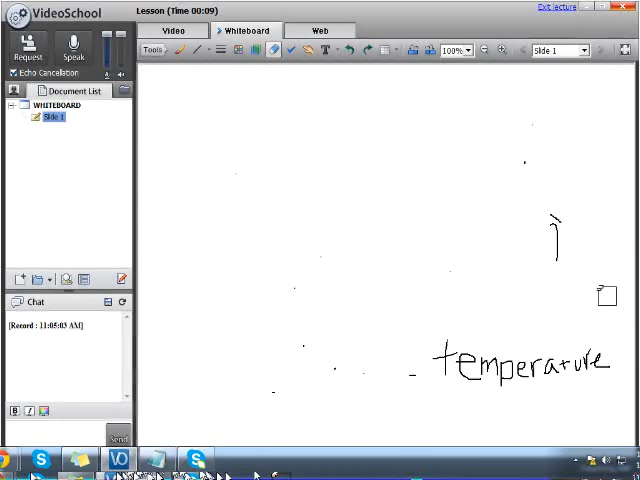 VideoSchool
Lesson (Time 00:09)
Exit lecture
Request
Speak
Echo Cancellation
Video
Whiteboard
Web
Tools
100%
Slide 1
Document List
WHITEBOARD
Slide 1
Chat
[Record : 11:05:03 AM]
B I
Send
temperature